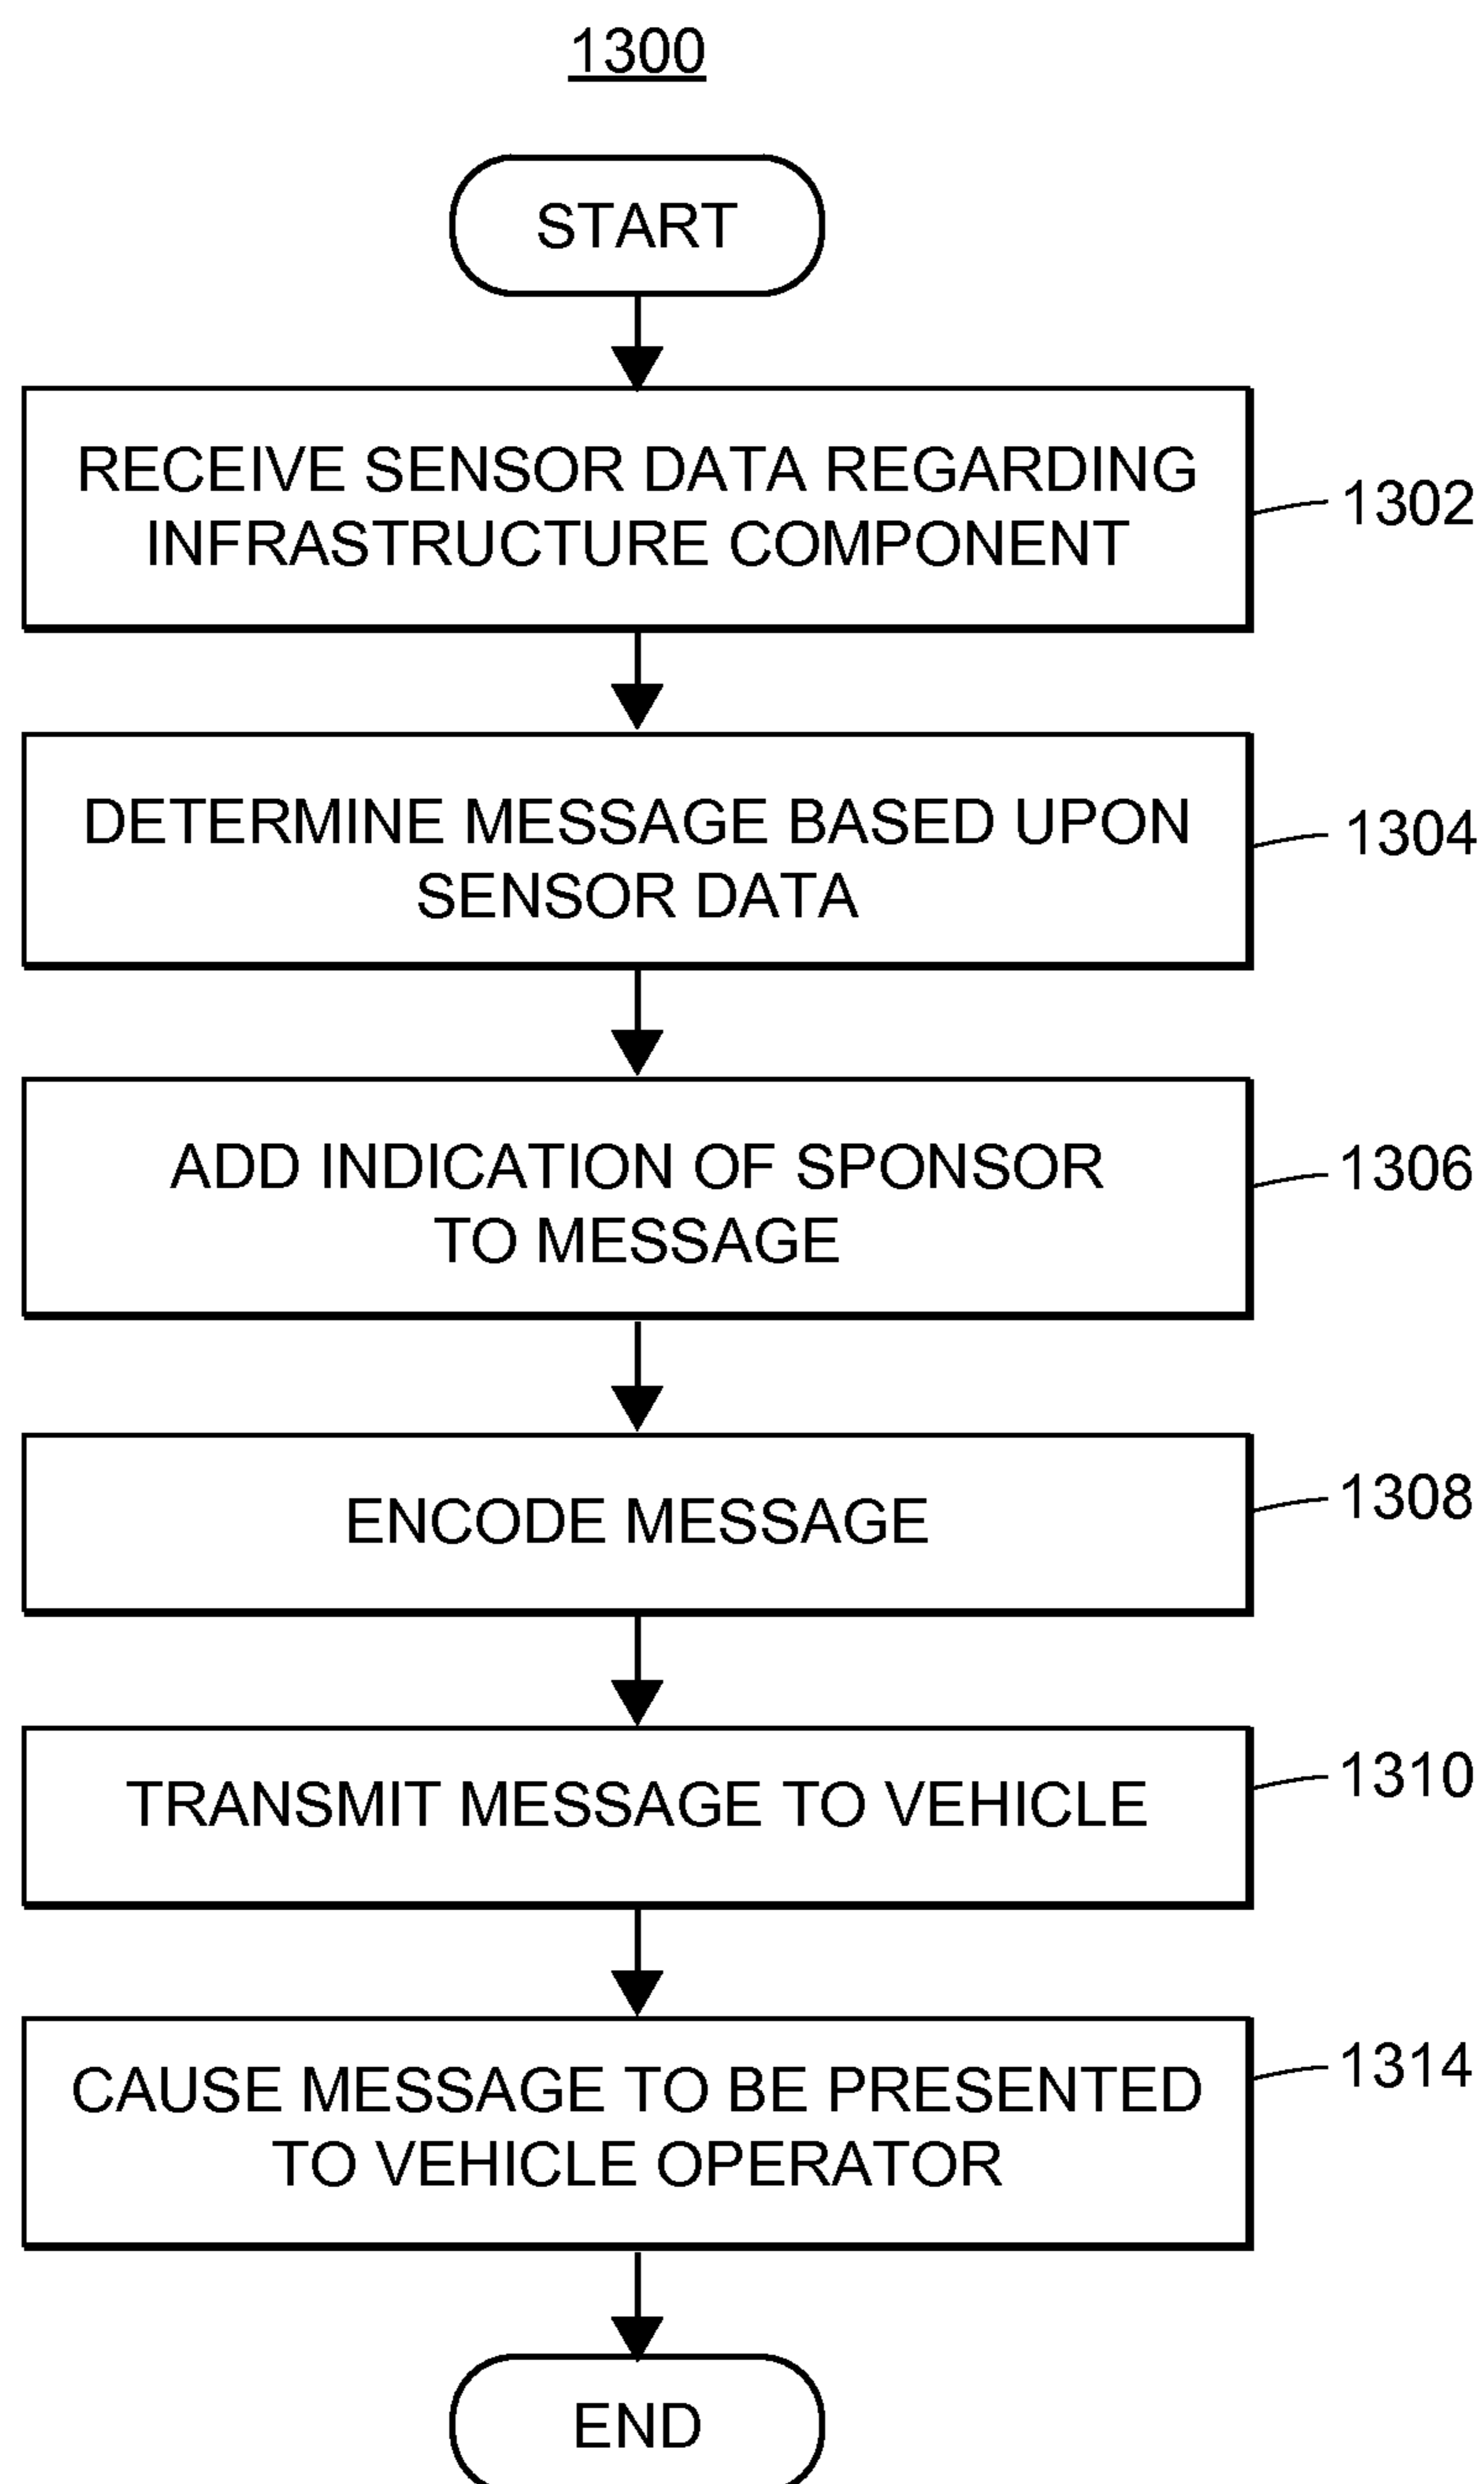 1300
START
RECEIVE SENSOR DATA REGARDING
INFRASTRUCTURE COMPONENT
1302
DETERMINE MESSAGE BASED UPON
SENSOR DATA
1304
ADD INDICATION OF SPONSOR
TO MESSAGE
1306
ENCODE MESSAGE
1308
TRANSMIT MESSAGE TO VEHICLE
1310
CAUSE MESSAGE TO BE PRESENTED
TO VEHICLE OPERATOR
1314
END